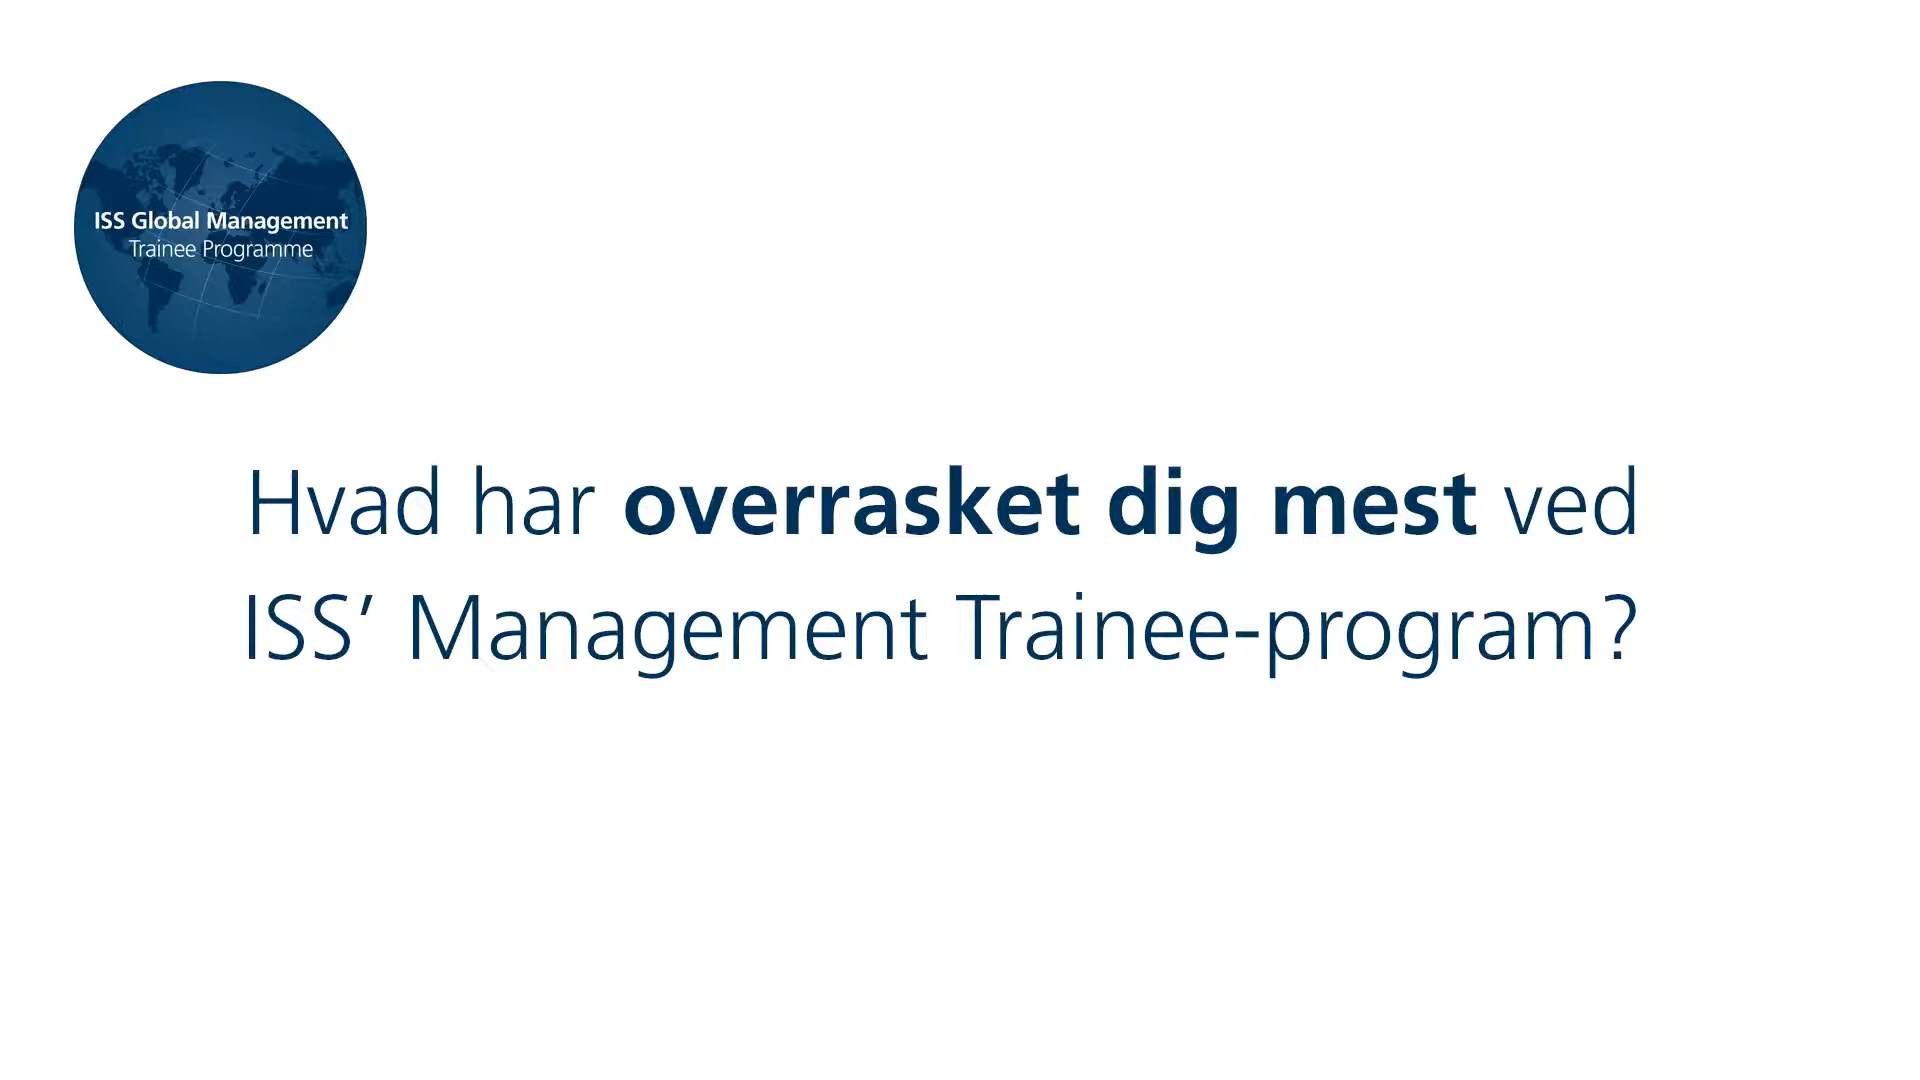 ISS Global Management
Trainee Programme
Hvad har overrasket dig mest ved
ISS’ Management Trainee-program?